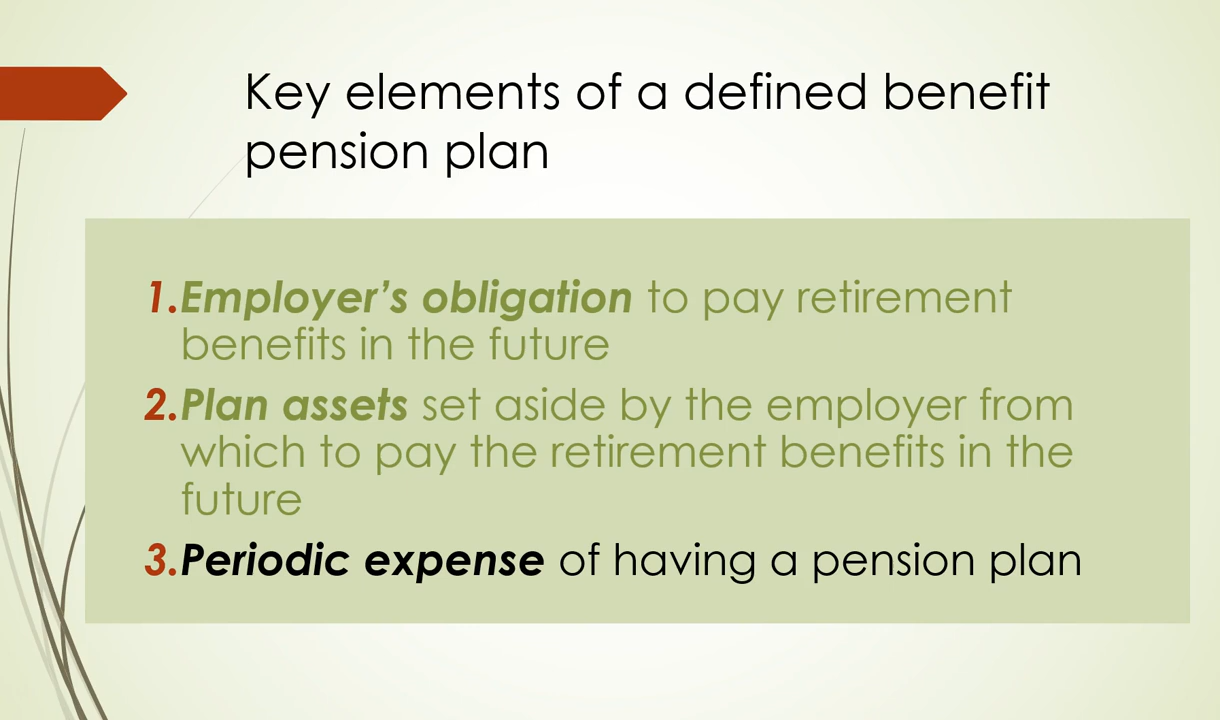 Key elements of a defined benefit
pension plan
1.Employer’s obligation to pay retirement
benefits in the future
2.Plan assets set aside by the employer from
which to pay the retirement benefits in the
future
3.Periodic expense of having a pension plan